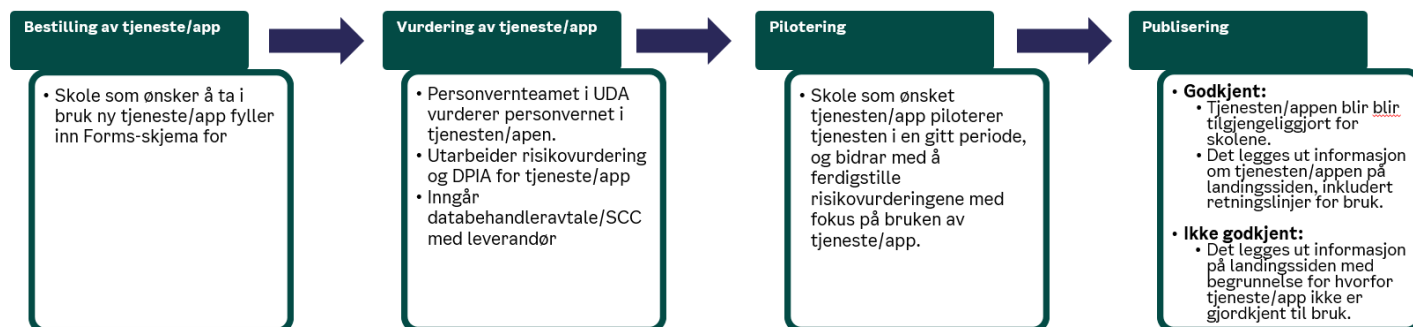 Bestilling av tjeneste/app
• Skole som ønsker å ta i
bruk ny tjeneste/app fyller
inn Forms-skjema for
Vurdering av tjeneste/app
• Personvernteamet i UDA
vurderer personvernet i
tjenesten/apen.
• Utarbeider risikovurdering
og DPIA for tjeneste/app
• Inngår
databehandleravtale/SCC
med leverandør
Pilotering
• Skole som ønsket
tjenesten/app piloterer
tjenesten i en gitt periode,
og bidrar med å
ferdigstille
risikovurderingene med
fokus på bruken av
tjeneste/app.
Publisering
• Godkjent:
• Tjenesten/appen blir blir
tilgjengeliggjort for
skolene.
• Det legges ut informasjon
om tjenesten/appen på
landingssiden, inkludert
retningslinjer for bruk.
• Ikke godkjent:
• Det legges ut informasjon
på landingssiden med
begrunnelse for hvorfor
tjeneste/app ikke er
gjordkjent til bruk.